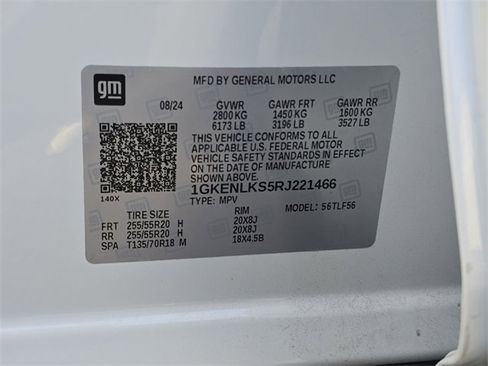 gm
MFD BY GENERAL MOTORS LLC
08/24 GVWR GAWR FRT GAWR RR
2800 KG 1450 KG 1600 KG
6173 LB 3196 LB 3527 LB
THIS VEHICLE CONFORMS TO ALL
APPLICABLE U.S. FEDERAL MOTOR
VEHICLE SAFETY STANDARDS IN EFFECT
ON THE DATE OF MANUFACTURE
SHOWN ABOVE.
1GKENLKS5RJ221466
140X TYPE: MPV MODEL: 56TLF56
TIRE SIZE RIM
FRT 255/55R20 H 20X8J
RR 255/55R20 H 20X8J
SPA T135/70R18 M 18X4.5B